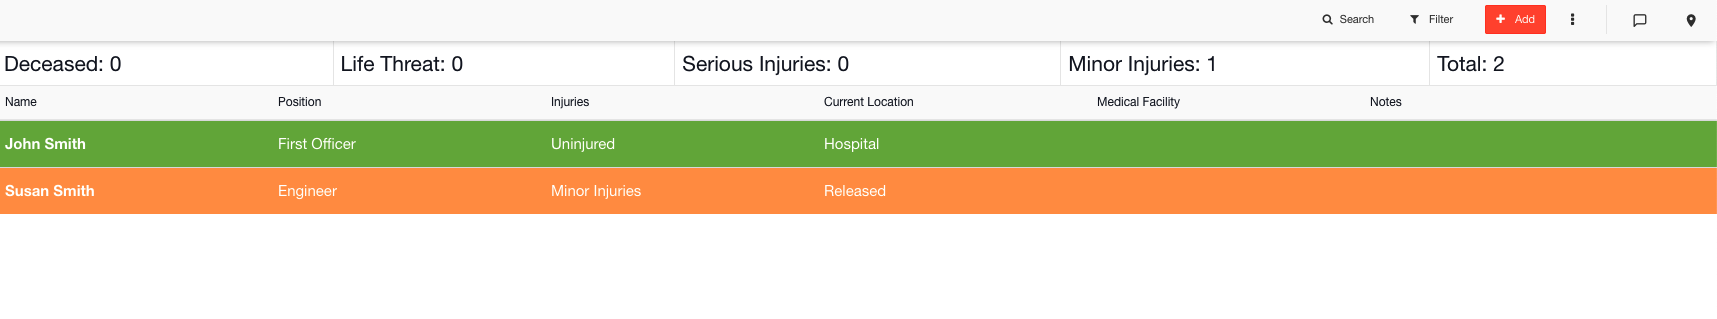 Search Filter Add
Deceased: 0 Life Threat: 0 Serious Injuries: 0 Minor Injuries: 1 Total: 2
Name Position Injuries Current Location Medical Facility Notes
John Smith First Officer Uninjured Hospital
Susan Smith Engineer Minor Injuries Released